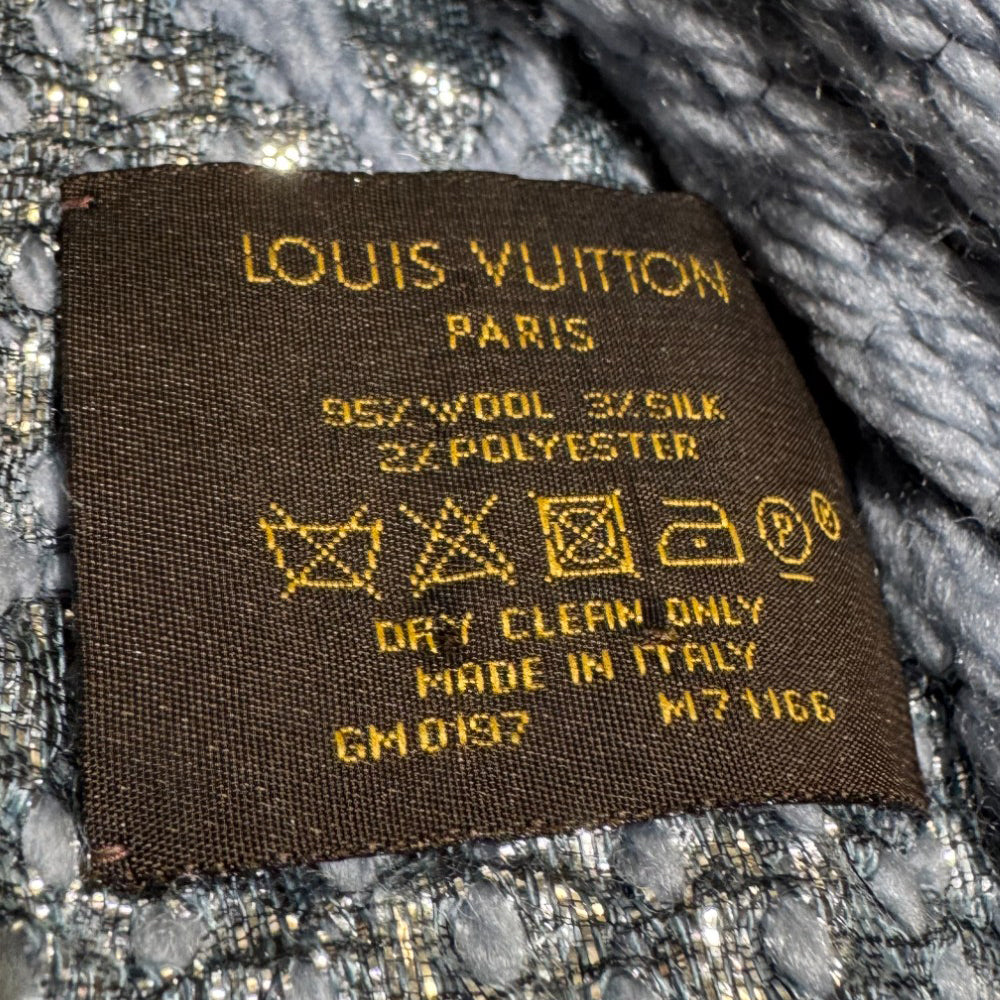 LOUIS VUITTON
PARIS
95% WOOL 3% SILK
2% POLYESTER
P
DRY CLEAN ONLY
MADE IN ITALY
GM0197 M71166